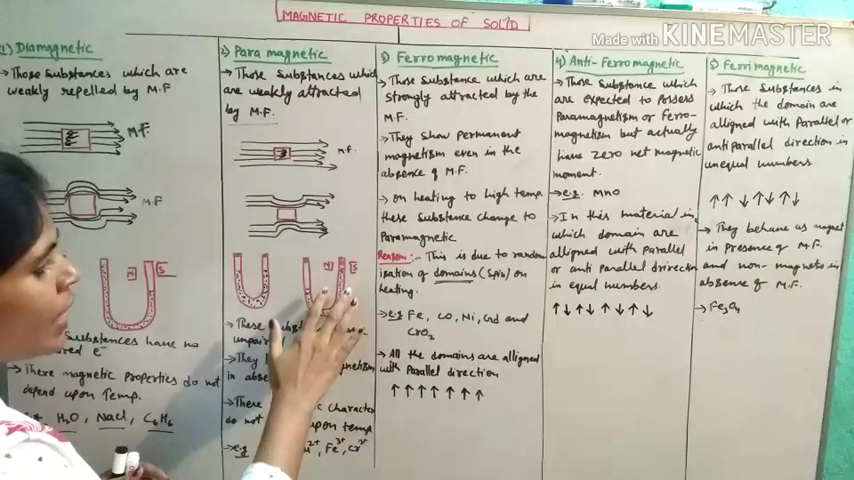 MAGNETIC PROPERTIES OF SOLID
Made with KINEMASTER
1) Diamagnetic
→ Those Substances which are
weakly repelled by M.F
M.F.
M.F
N S
Substances have no
e⁻
→ There magnetic properties do not
depend upon Temp.
H₂O, NaCl, C₆H₆
2) Para magnetic
→ Those Substances which
are weakly attracted
by M.F.
M.F.
N S
→ These
unpair
→ They
in abse
→ There character
do not upon temp
→ e.g Fe³⁺, Cr³⁺
3) Ferromagnetic
→ Those Substance which are
strongly attracted by the
M.F.
→ They show Permanent
magnetism even in the
absence of M.F.
→ on heating to high temp.
these Substance change to
Paramagnetic
Reason:- This is due to random
isation of domains (Spin) on
heating.
→ e.g Fe, CO, Ni, Gd and
CrO₂
→ All the domains are alligned
with Parallel direction
↑ ↑ ↑ ↑ ↑ ↑ ↑
4) Anti-Ferromagnetic
→ Those Substance which
are expected to Possess
Paramagnetism or Ferro-
magnetism but actually
have zero net magnetic
moment.
→ e.g. MnO
→ In this material in
which domain are
alligned with Parallel
or anti parallel direction
in equal numbers.
↑ ↓ ↑ ↓ ↑ ↓ ↑ ↓
5) Ferrimagnetic
→ Those Substances in
which the domain are
alligned with Parallel or
antiparallel direction in
unequal numbers
↑ ↑ ↓ ↑ ↓ ↑ ↓
→ They behave as magnet
in presence of M.F.
and non-magnets in
absence of M.F.
→ Fe₃O₄